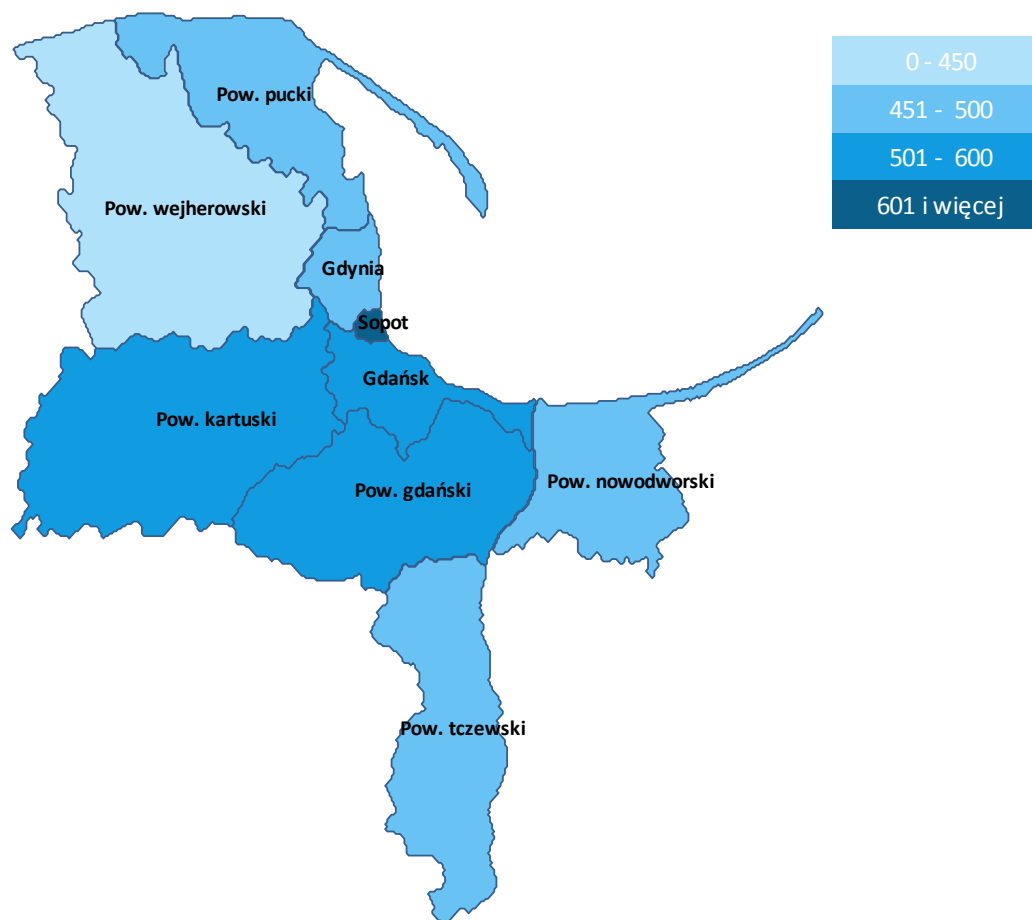 0 - 450
451 - 500
501 - 600
601 i więcej
Pow. pucki
Pow. wejherowski
Gdynia
Sopot
Gdańsk
Pow. kartuski
Pow. gdański
Pow. nowodworski
Pow. tczewski